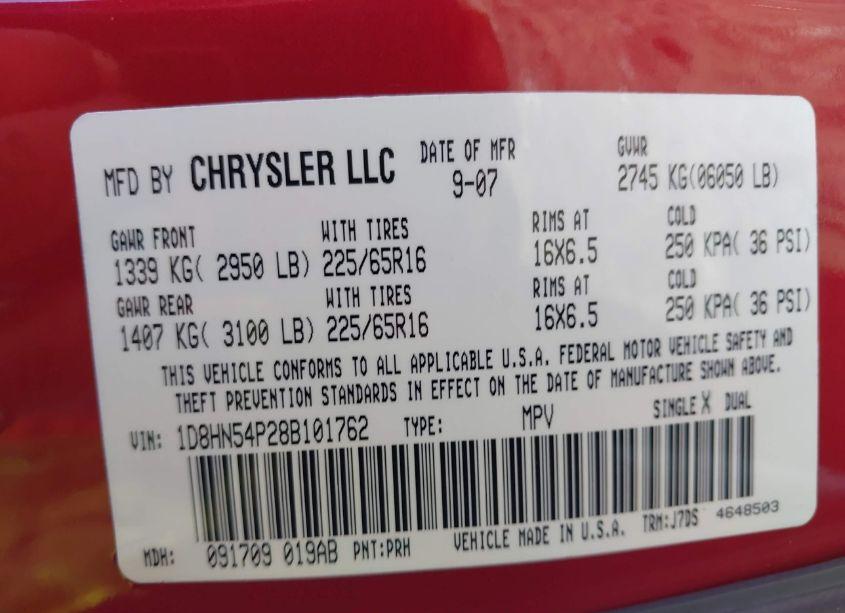 MFD BY CHRYSLER LLC DATE OF MFR 9-07 GVWR 2745 KG(06050 LB)
GAWR FRONT WITH TIRES RIMS AT COLD
1339 KG( 2950 LB) 225/65R16 16X6.5 250 KPA( 36 PSI)
GAWR REAR WITH TIRES RIMS AT COLD
1407 KG( 3100 LB) 225/65R16 16X6.5 250 KPA( 36 PSI)
THIS VEHICLE CONFORMS TO ALL APPLICABLE U.S.A. FEDERAL MOTOR VEHICLE SAFETY AND
THEFT PREVENTION STANDARDS IN EFFECT ON THE DATE OF MANUFACTURE SHOWN ABOVE.
VIN: 1D8HN54P28B101762 TYPE: MPV SINGLE X DUAL
MDH: 091709 019AB PNT:PRH VEHICLE MADE IN U.S.A. TRM:J7DS 4648503